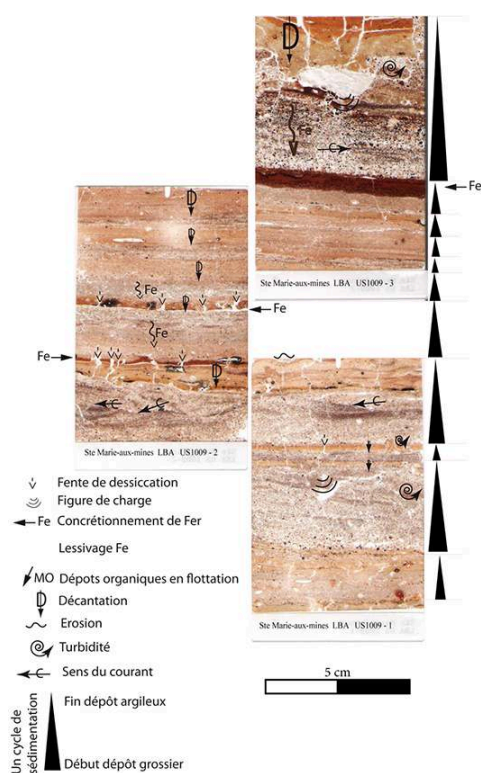 D
Fe
C
Fe
Ste Marie-aux-mines LBA US1009 - 3
D
D
D
Fe
D
Fe
Fe
Fe
D
C
C
Ste Marie-aux-mines LBA US1009 - 2
C
Ste Marie-aux-mines LBA US1009 - 1
Fente de dessiccation
Figure de charge
Fe Concrétionnement de Fer
Lessivage Fe
MO Dépots organiques en flottation
D Décantation
Erosion
Turbidité
C Sens du courant
Un cycle de
sédimentation
Fin dépôt argileux
Début dépôt grossier
5 cm